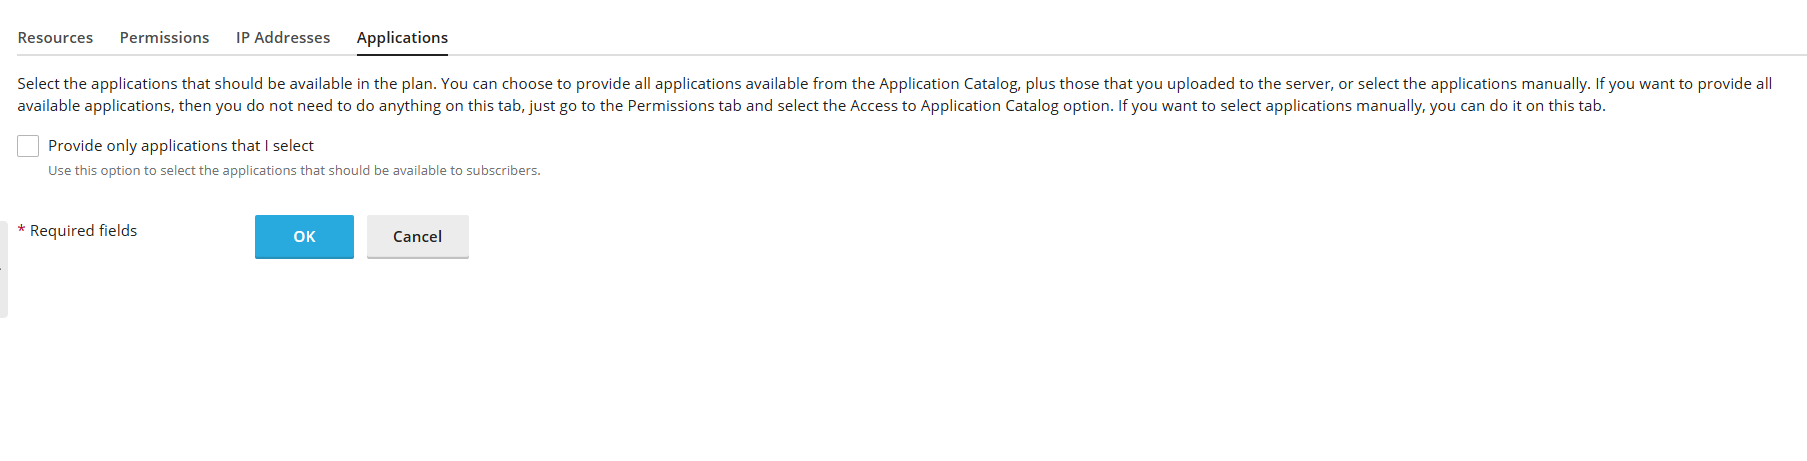 Resources Permissions IP Addresses Applications
Select the applications that should be available in the plan. You can choose to provide all applications available from the Application Catalog, plus those that you uploaded to the server, or select the applications manually. If you want to provide all
available applications, then you do not need to do anything on this tab, just go to the Permissions tab and select the Access to Application Catalog option. If you want to select applications manually, you can do it on this tab.
Provide only applications that I select
Use this option to select the applications that should be available to subscribers.
* Required fields OK Cancel